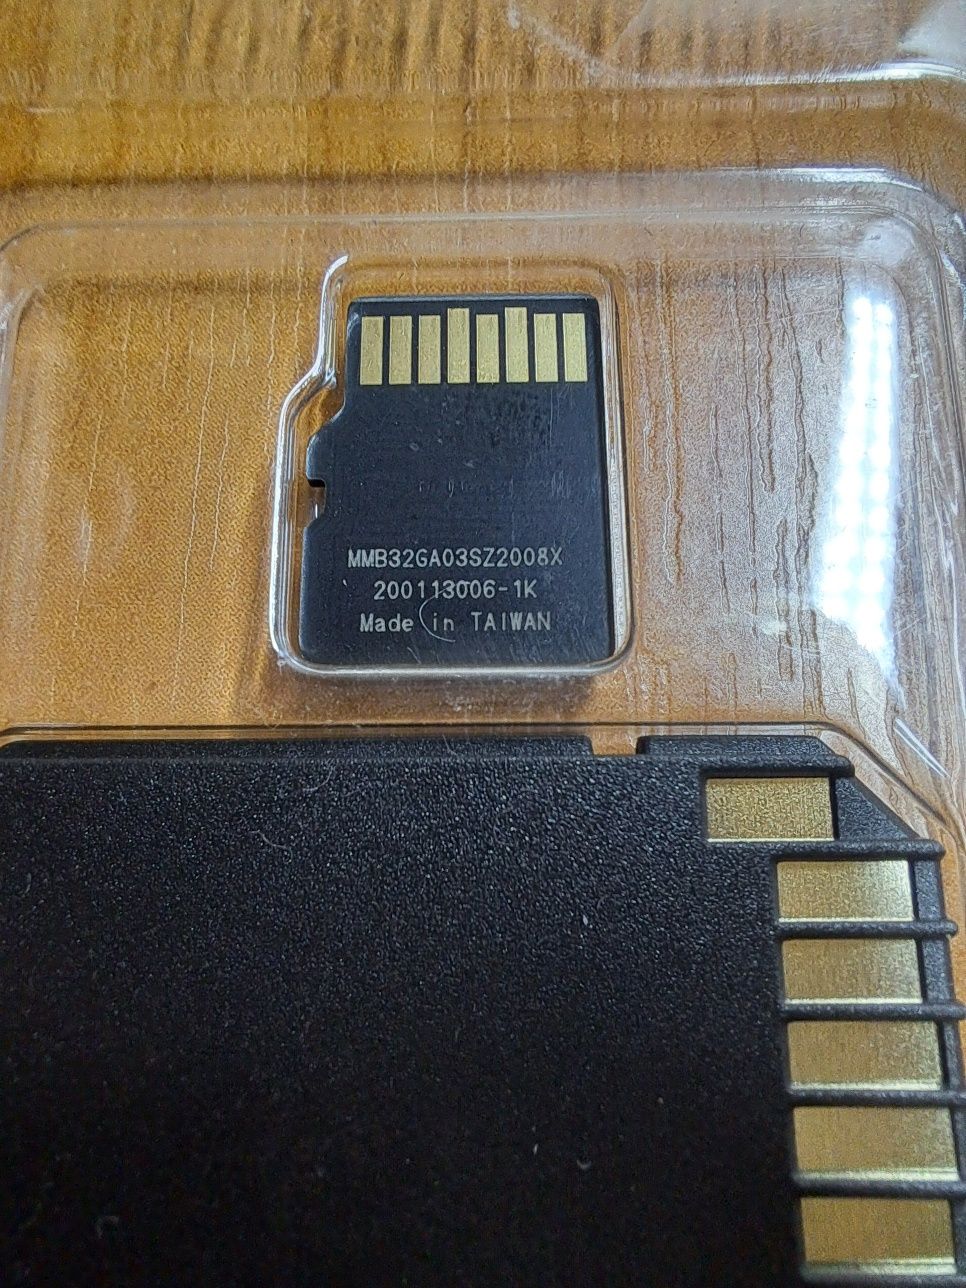 MMB32GA03SZ2008X
200113006-1K
Made in TAIWAN